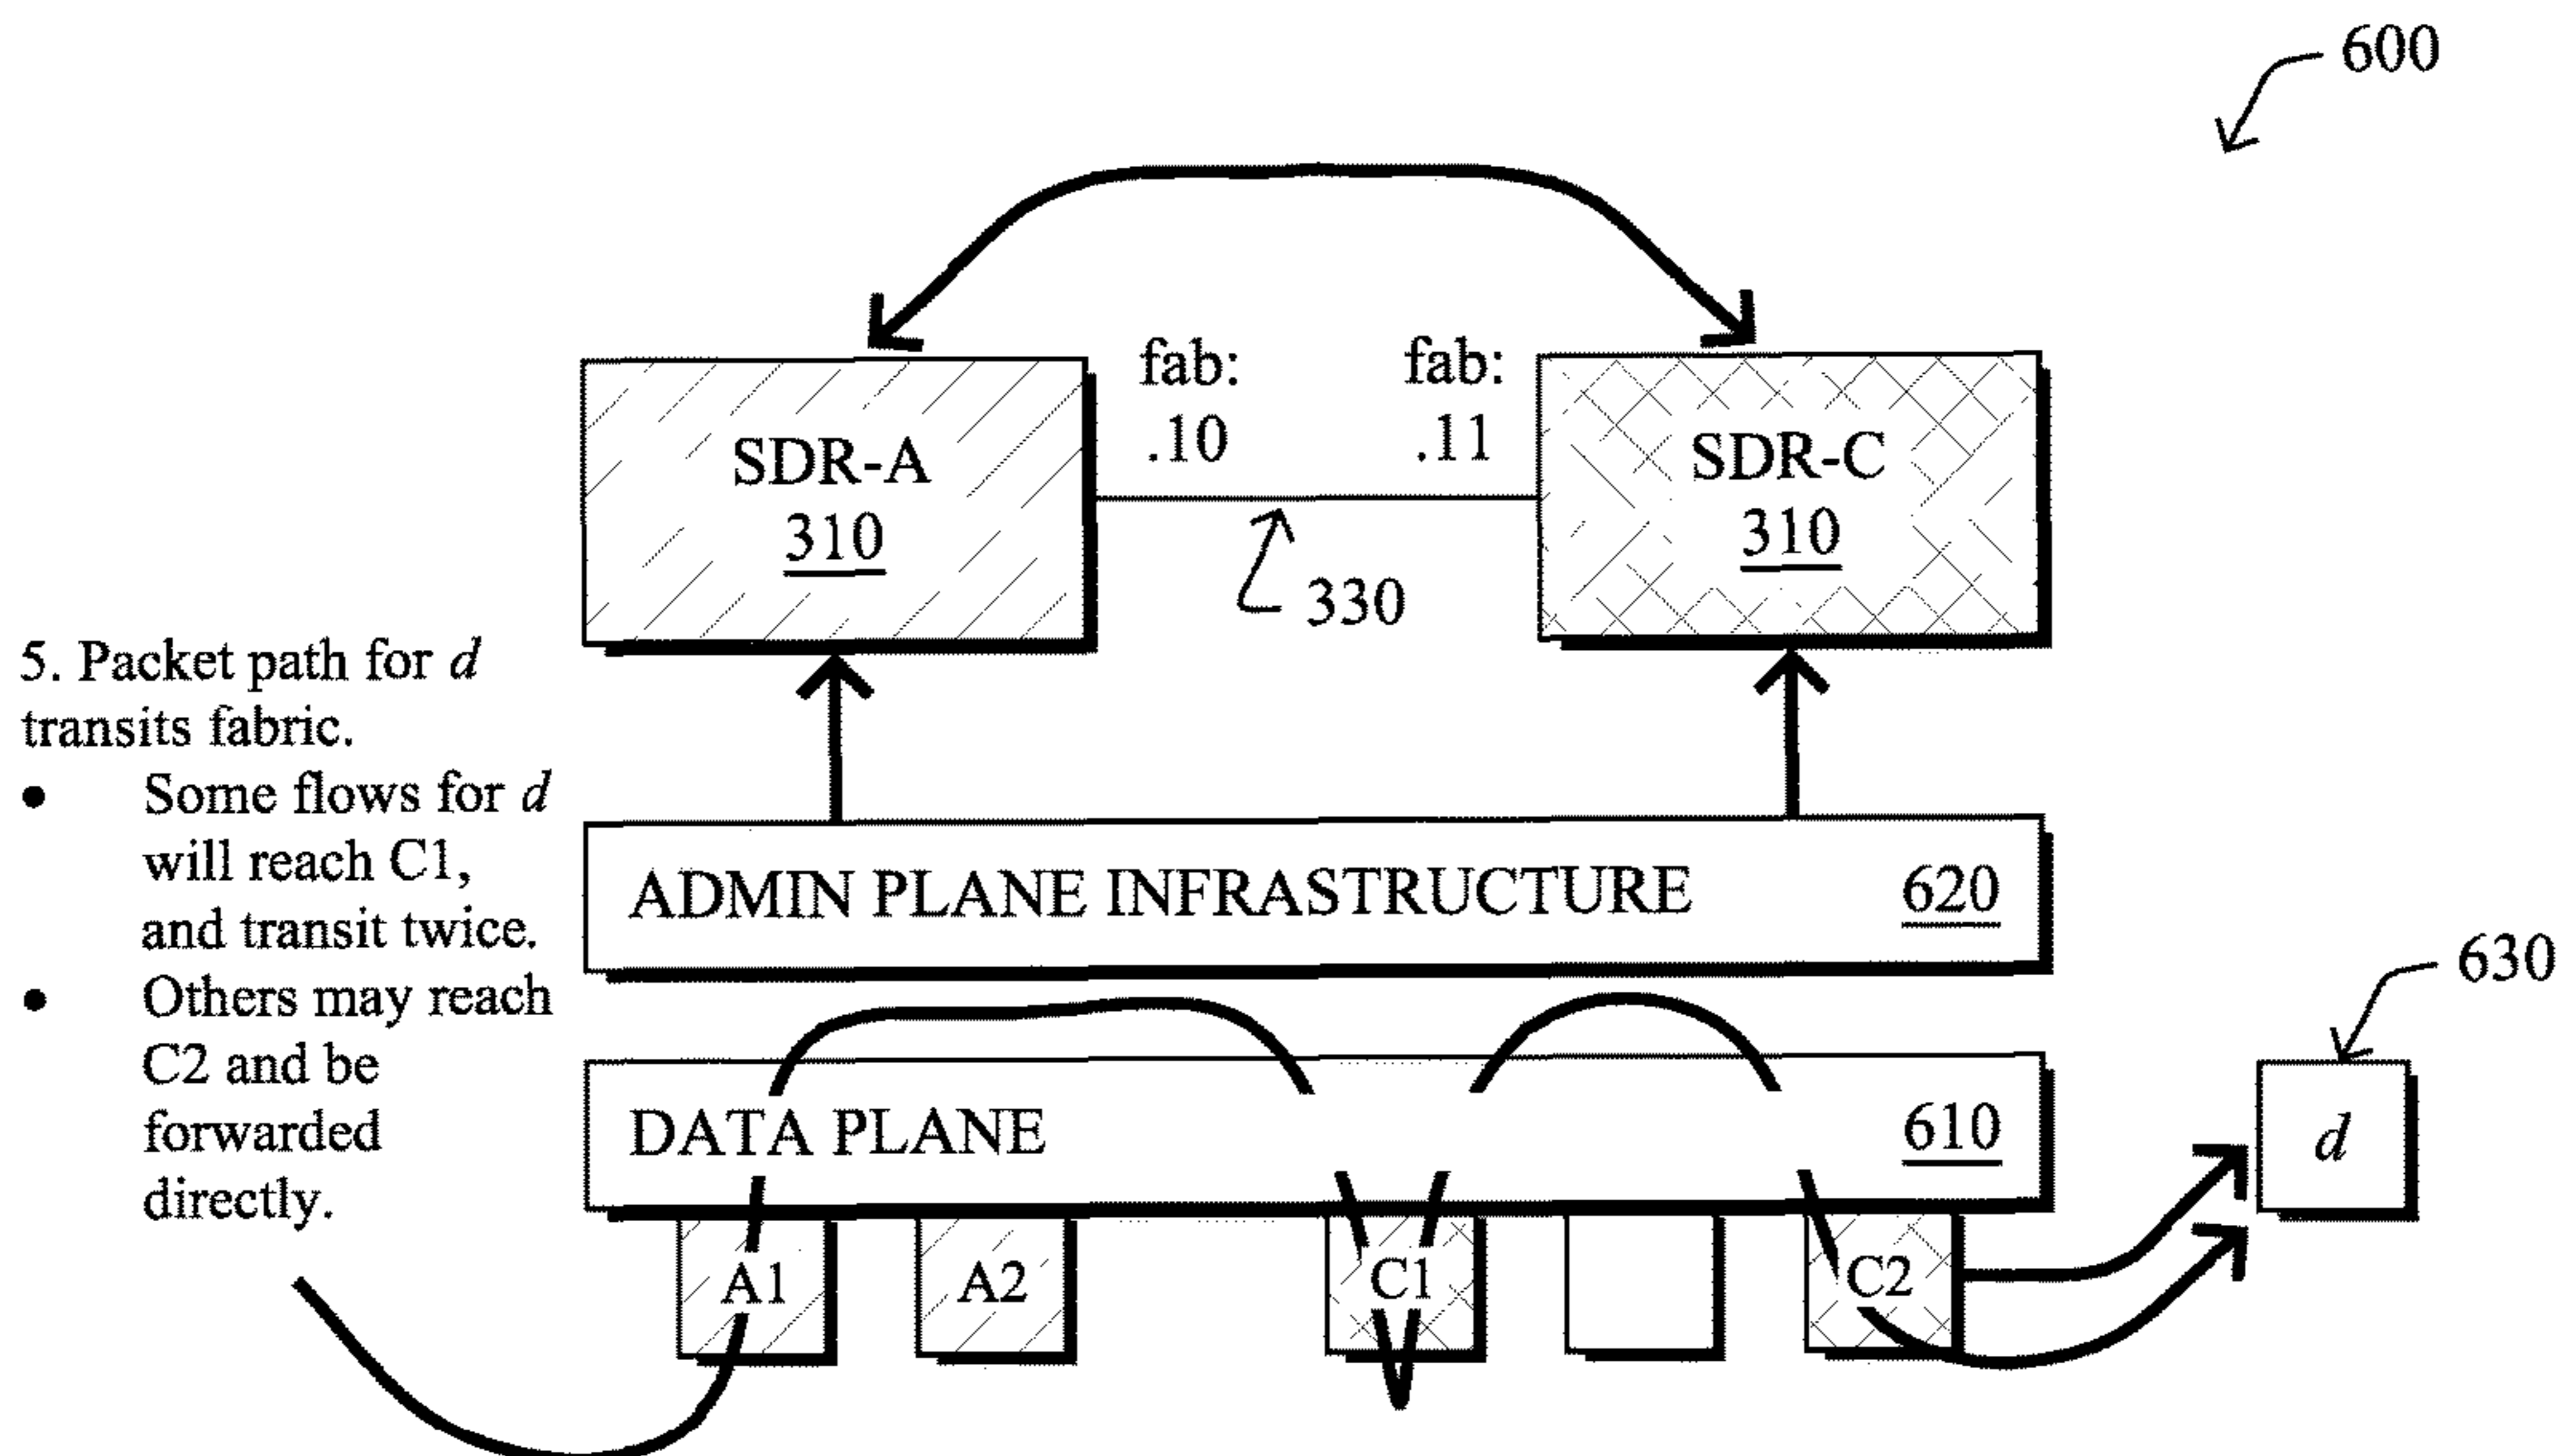 600
fab:
.10
fab:
.11
SDR-A
310
SDR-C
310
330
5. Packet path for d
transits fabric.
• Some flows for d
will reach C1,
and transit twice.
• Others may reach
C2 and be
forwarded
directly.
ADMIN PLANE INFRASTRUCTURE 620
630
DATA PLANE 610
d
A1
A2
C1
C2